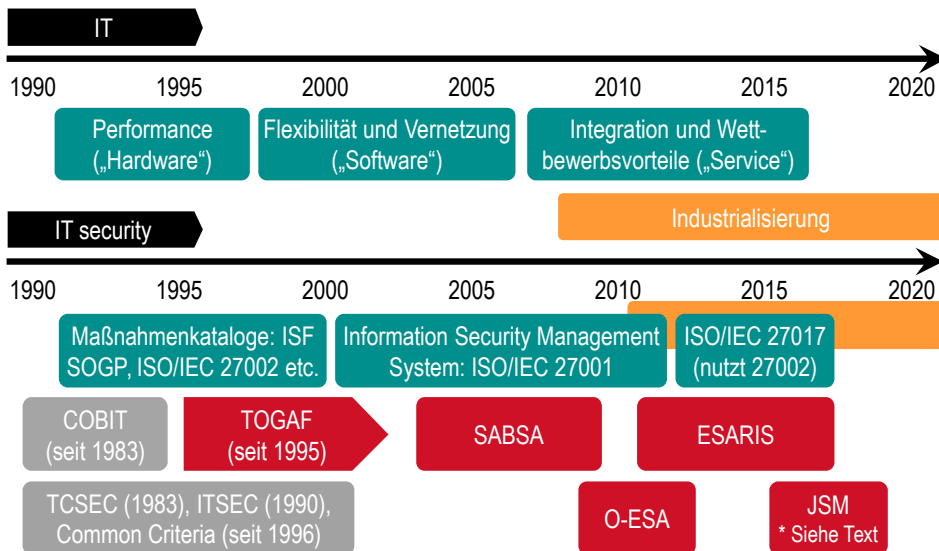 IT
1990 1995 2000 2005 2010 2015 2020
Performance
(„Hardware“)
Flexibilität und Vernetzung
(„Software“)
Integration und Wett-
bewerbsvorteile („Service“)
Industrialisierung
IT security
1990 1995 2000 2005 2010 2015 2020
Maßnahmenkataloge: ISF
SOGP, ISO/IEC 27002 etc.
Information Security Management
System: ISO/IEC 27001
ISO/IEC 27017
(nutzt 27002)
COBIT
(seit 1983)
TOGAF
(seit 1995)
SABSA
ESARIS
TCSEC (1983), ITSEC (1990),
Common Criteria (seit 1996)
O-ESA
JSM
* Siehe Text